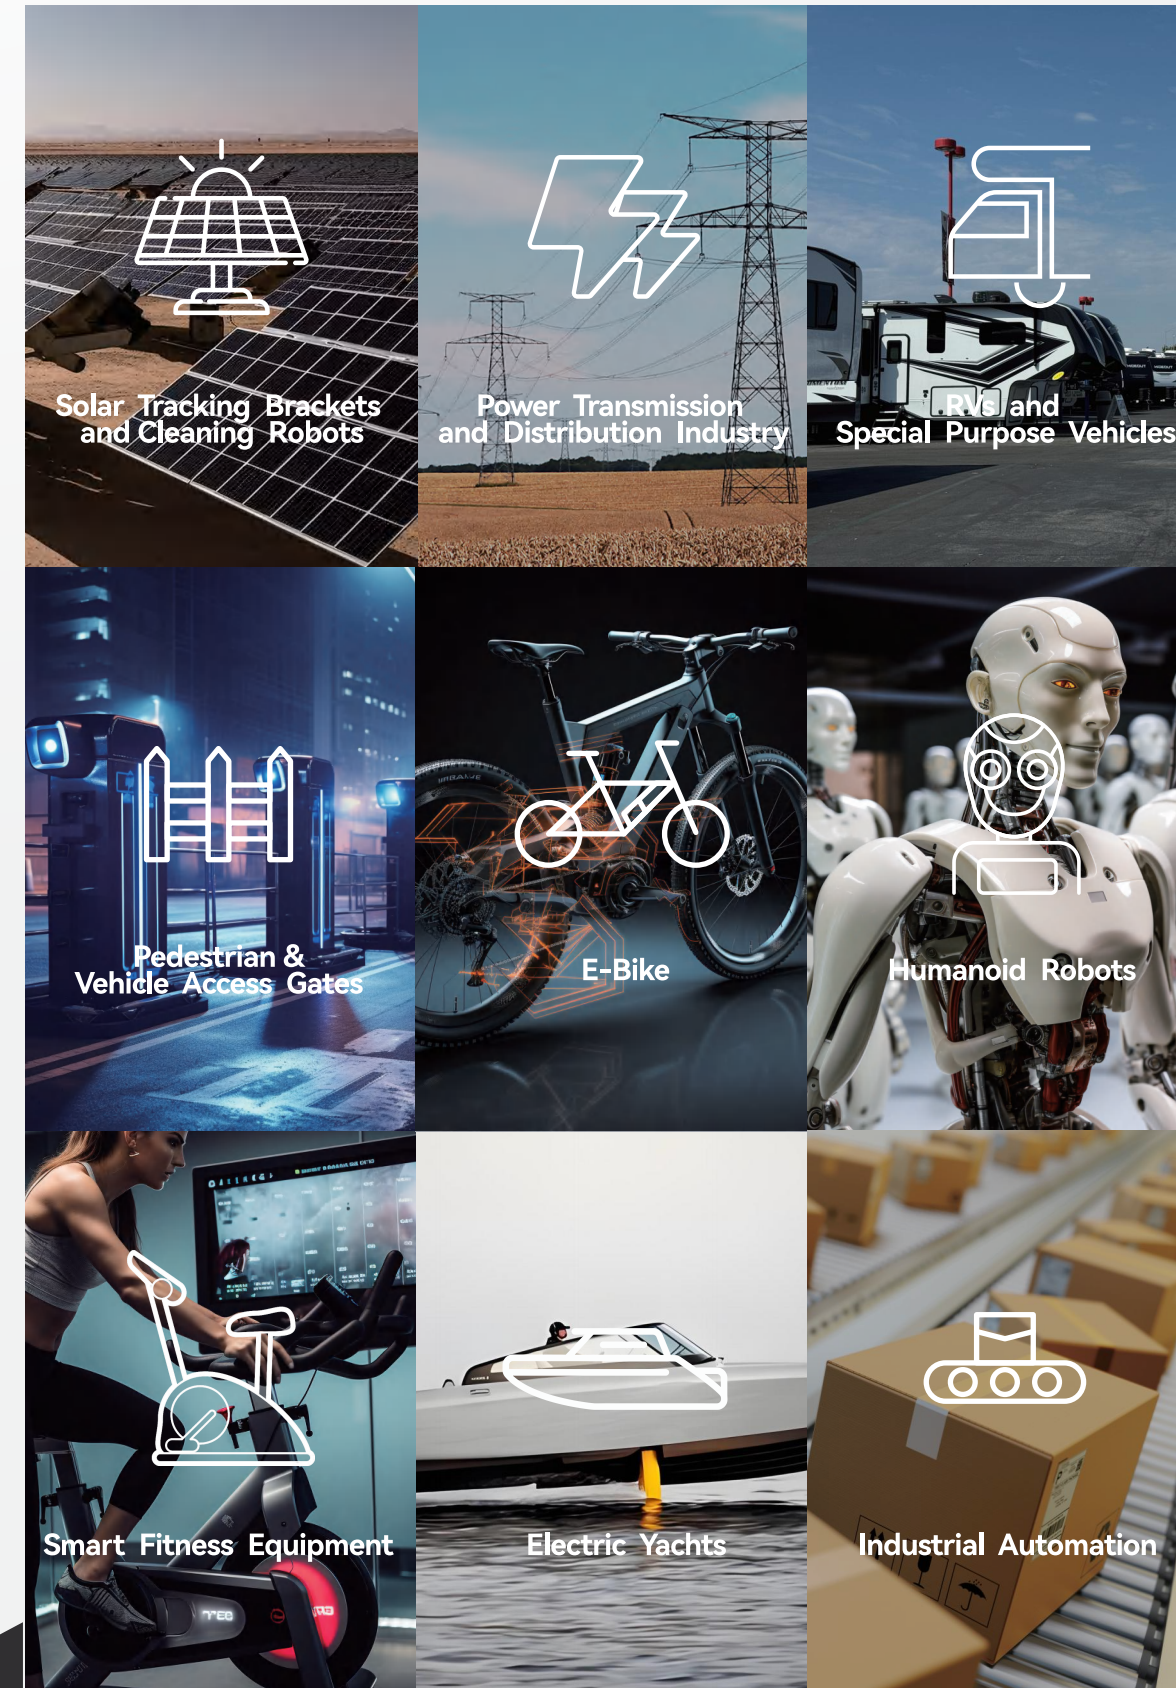 Solar Tracking Brackets
and Cleaning Robots
Power Transmission
and Distribution Industry
RVs and
Special Purpose Vehicles
Pedestrian &
Vehicle Access Gates
E-Bike
Humanoid Robots
Smart Fitness Equipment
Electric Yachts
Industrial Automation